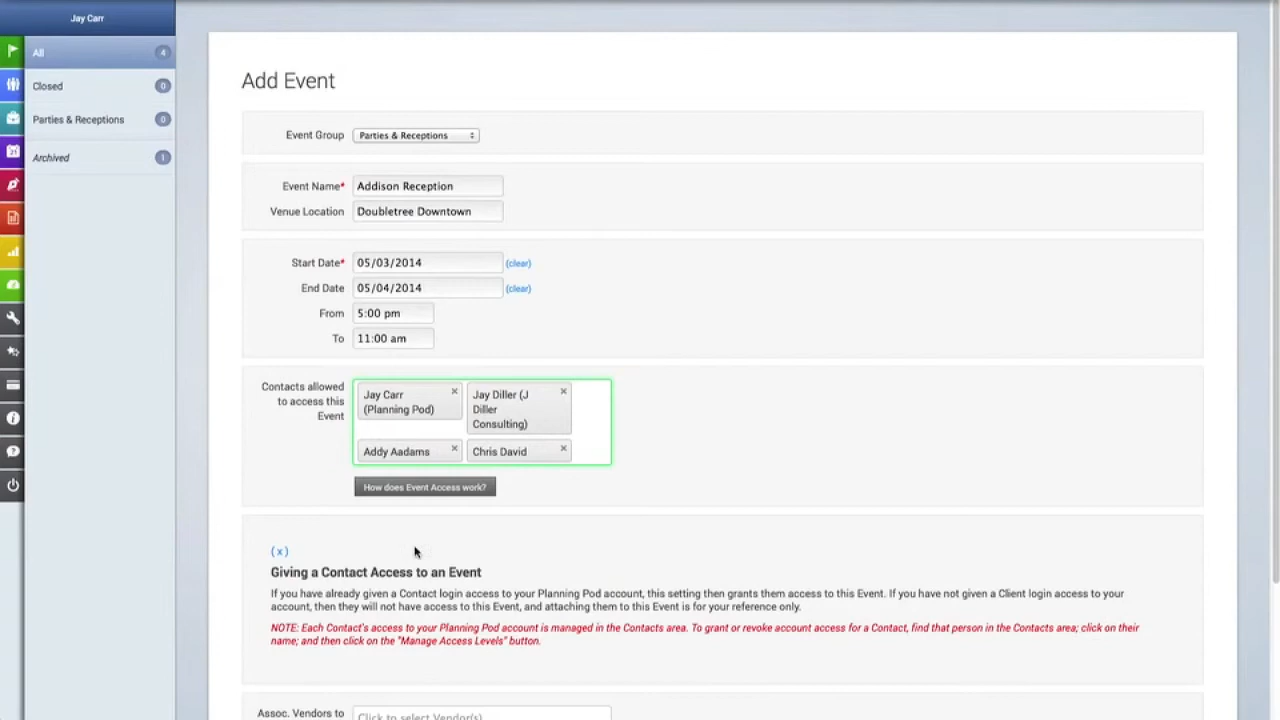 Jay Carr
All 4
Closed 0
Parties & Receptions 0
Archived 1
Add Event
Event Group Parties & Receptions
Event Name* Addison Reception
Venue Location Doubletree Downtown
Start Date* 05/03/2014 (clear)
End Date 05/04/2014 (clear)
From 5:00 pm
To 11:00 am
Contacts allowed
to access this
Event
Jay Carr
(Planning Pod)
Jay Diller (J
Diller
Consulting)
Addy Aadams
Chris David
How does Event Access work?
(x)
Giving a Contact Access to an Event
If you have already given a Contact login access to your Planning Pod account, this setting then grants them access to this Event. If you have not given a Client login access to your
account, then they will not have access to this Event, and attaching them to this Event is for your reference only.
NOTE: Each Contact's access to your Planning Pod account is managed in the Contacts area. To grant or revoke account access for a Contact, find that person in the Contacts area; click on their
name; and then click on the "Manage Access Levels" button.
Assoc. Vendors to
Click to select Vendor(s)